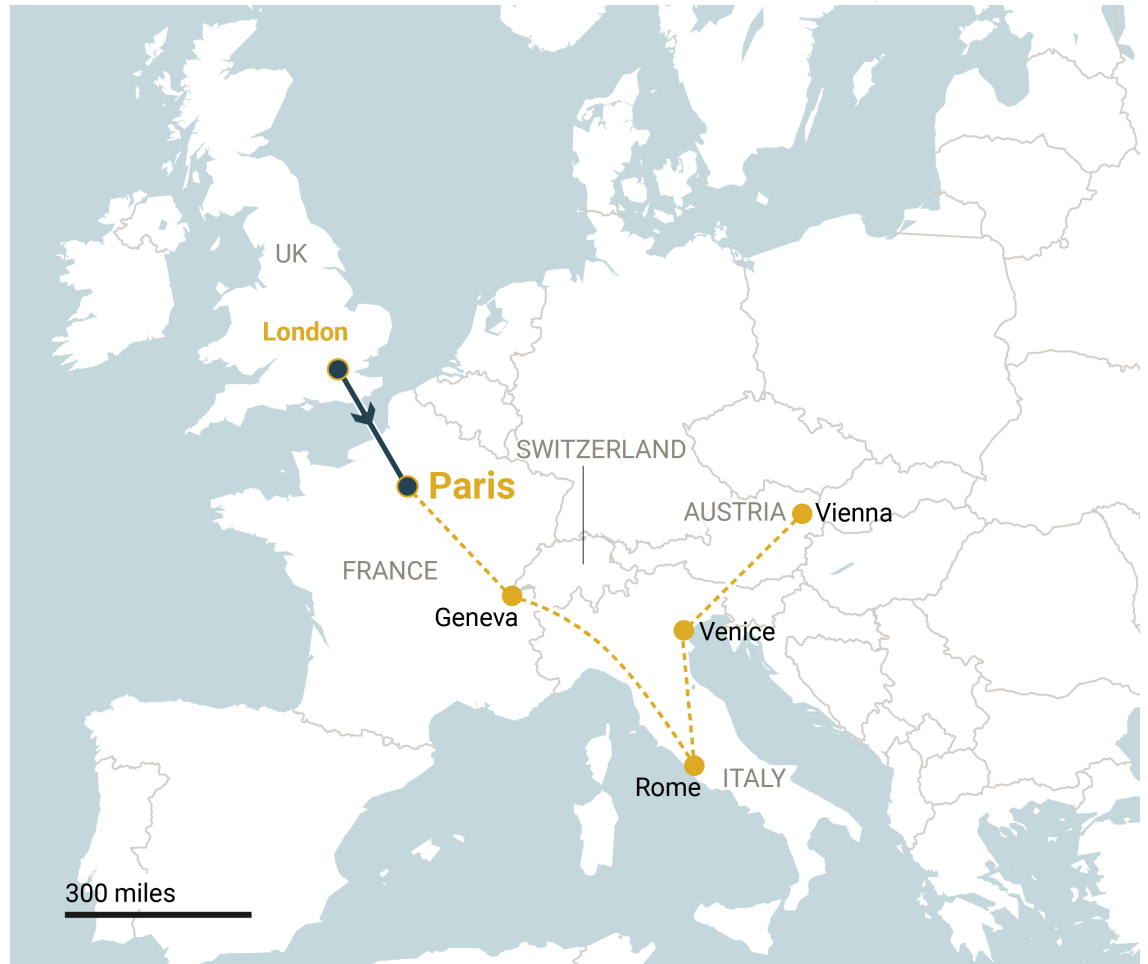 UK
London
SWITZERLAND
Paris
AUSTRIA
Vienna
FRANCE
Geneva
Venice
ITALY
Rome
300 miles